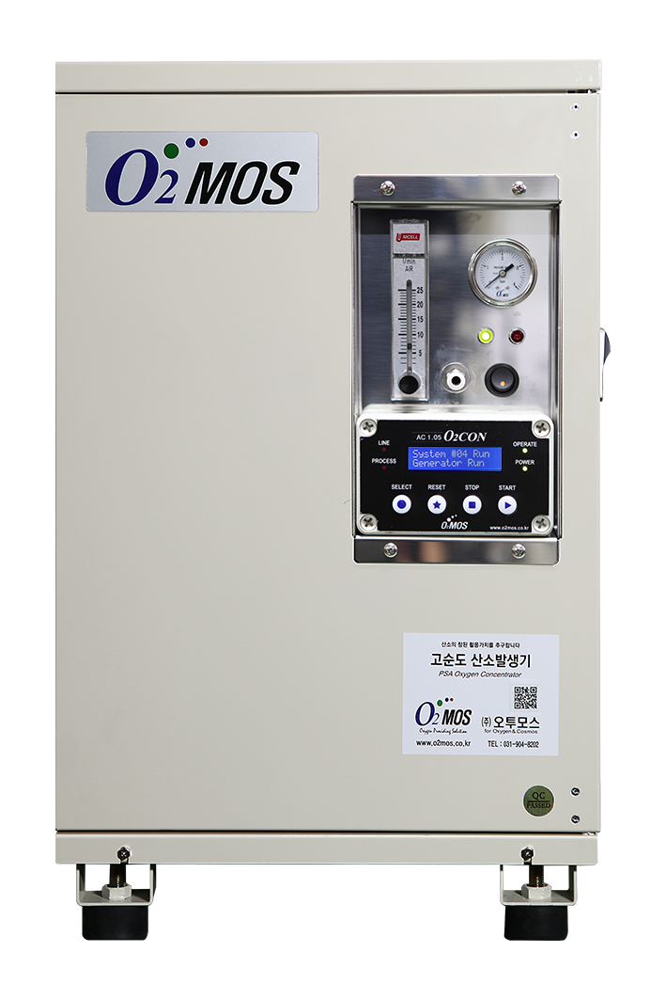 O2 MOS
NICELL
l/min
AIR
25
20
15
10
5
bar
O2 MOS
AC 1.05 O2CON
LINE
OPERATE
System #04 Run
Generator Run
PROCESS
POWER
SELECT RESET STOP START
O2MOS
www.o2mos.co.kr
산소의 참된 활용가치를 추구합니다
고순도 산소발생기
PSA Oxygen Concentrator
O2 MOS
Oxygen Providing Solution
(주) 오투모스
for Oxygen & Cosmos
www.o2mos.co.kr
TEL : 031-904-8202
QC
PASSED